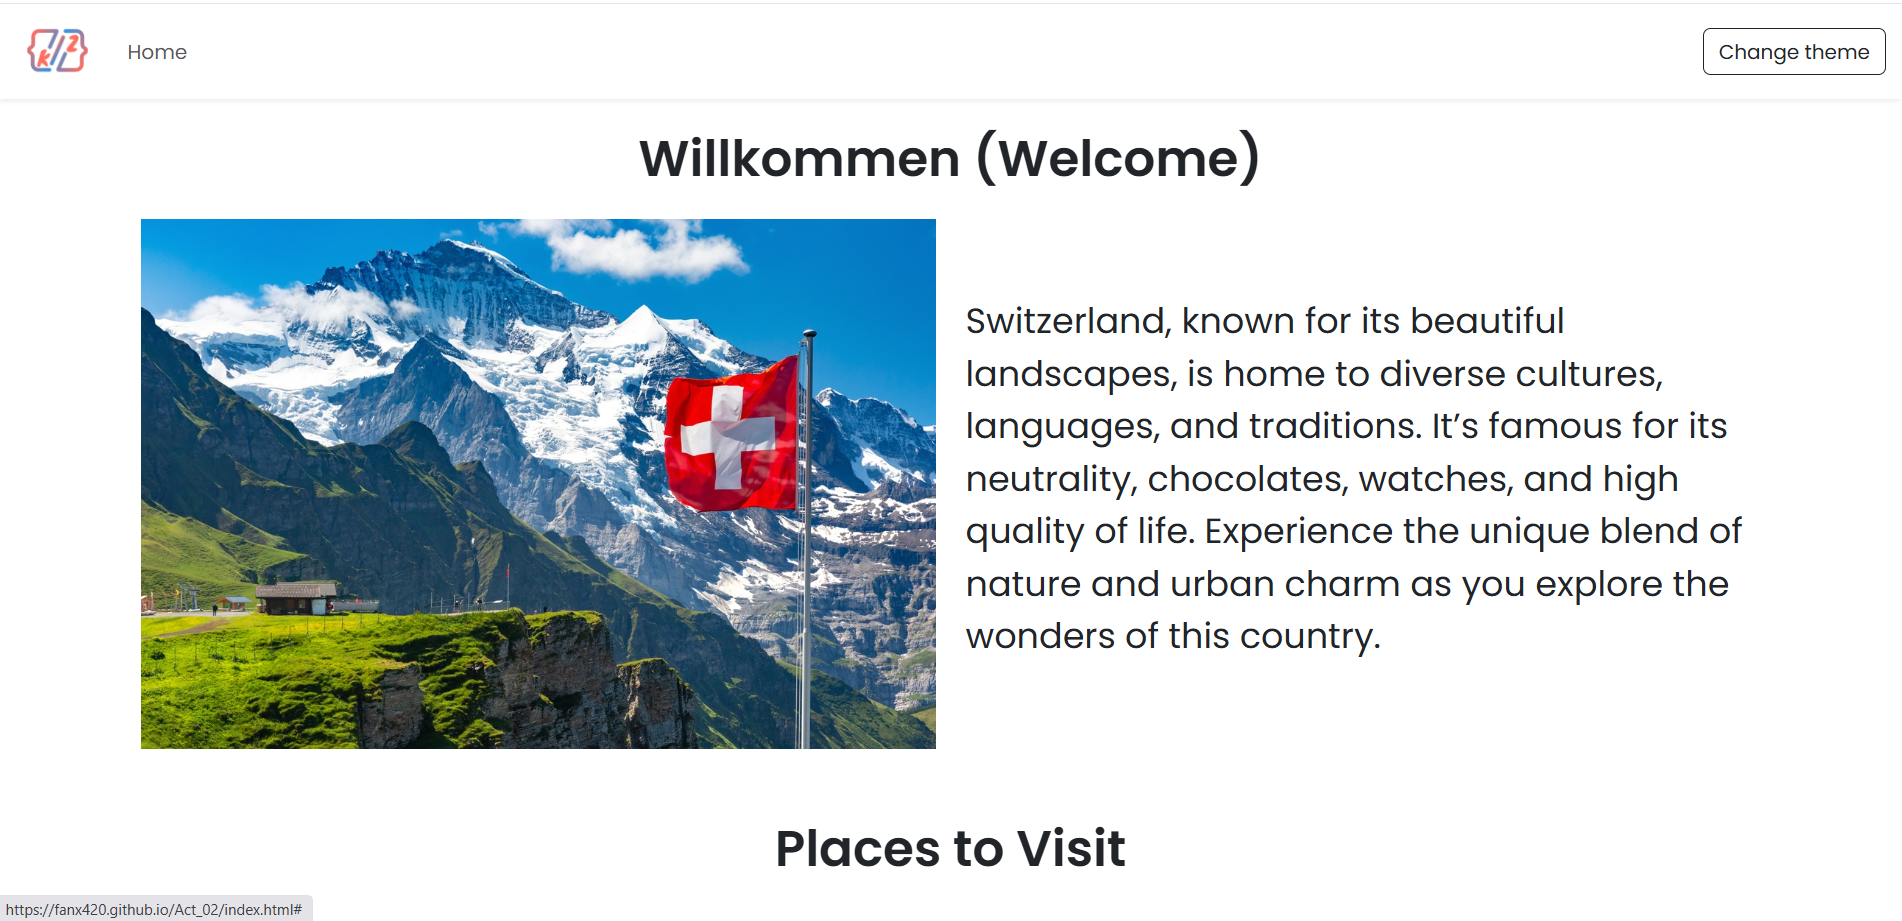 k 2
Home
Change theme
Willkommen (Welcome)
Switzerland, known for its beautiful
landscapes, is home to diverse cultures,
languages, and traditions. It’s famous for its
neutrality, chocolates, watches, and high
quality of life. Experience the unique blend of
nature and urban charm as you explore the
wonders of this country.
Places to Visit
https://fanx420.github.io/Act_02/index.html#